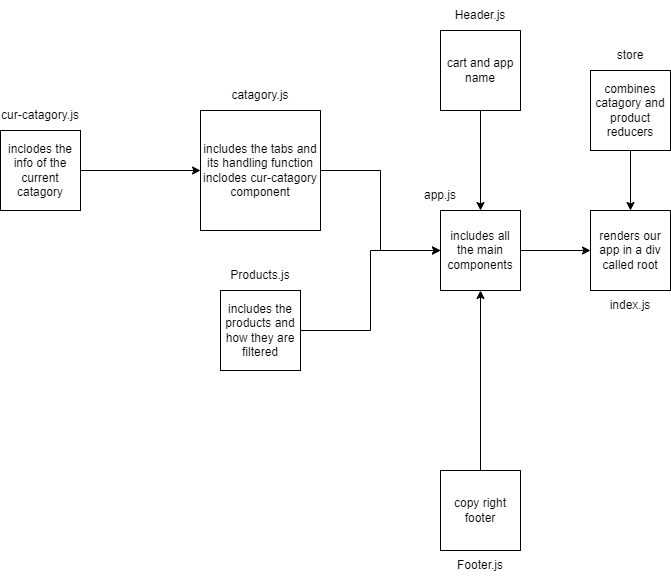 Header.js
cart and app
name
store
combines
catagory and
product
reducers
catagory.js
includes the tabs and
its handling function
includes cur-catagory
component
cur-catagory.js
inclodes the
info of the
current
catagory
app.js
includes all
the main
components
renders our
app in a div
called root
index.js
Products.js
includes the
products and
how they are
filtered
copy right
footer
Footer.js